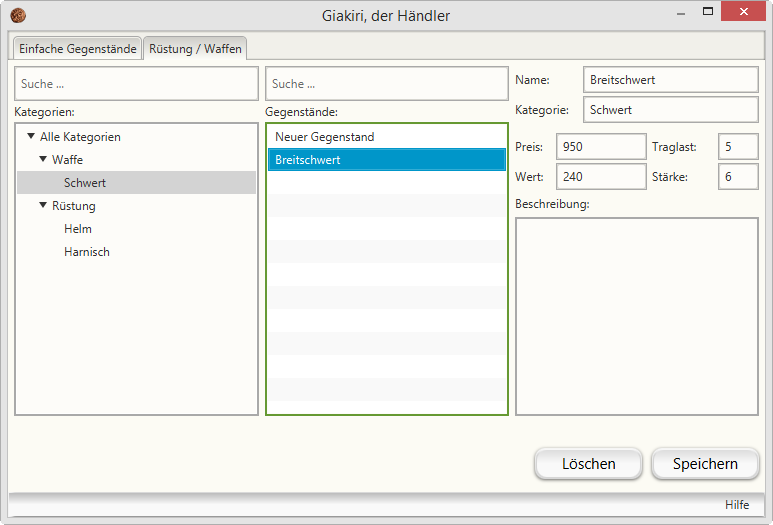 Giakiri, der Händler
Einfache Gegenstände
Rüstung / Waffen
Suche ...
Suche ...
Kategorien:
Gegenstände:
Alle Kategorien
Waffe
Schwert
Rüstung
Helm
Harnisch
Neuer Gegenstand
Breitschwert
Name: Breitschwert
Kategorie: Schwert
Preis: 950 Traglast: 5
Wert: 240 Stärke: 6
Beschreibung:
Löschen Speichern
Hilfe